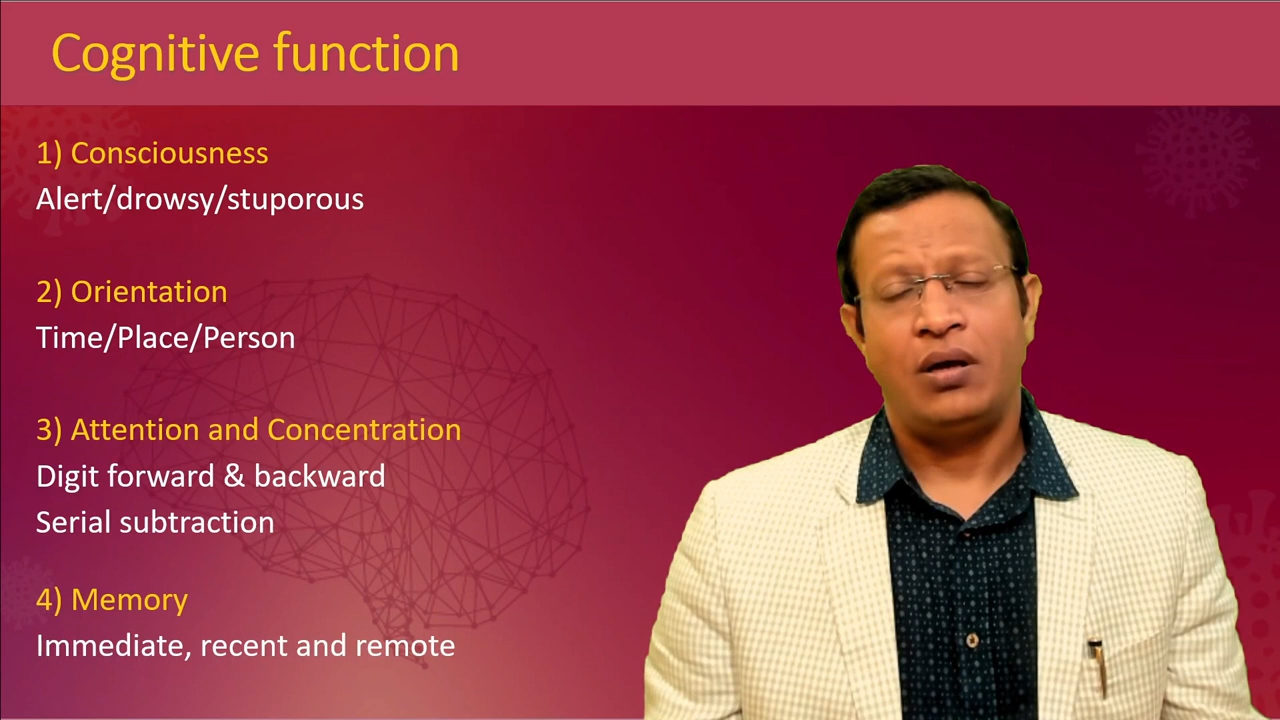 Cognitive function
1) Consciousness
Alert/drowsy/stuporous
2) Orientation
Time/Place/Person
3) Attention and Concentration
Digit forward & backward
Serial subtraction
4) Memory
Immediate, recent and remote